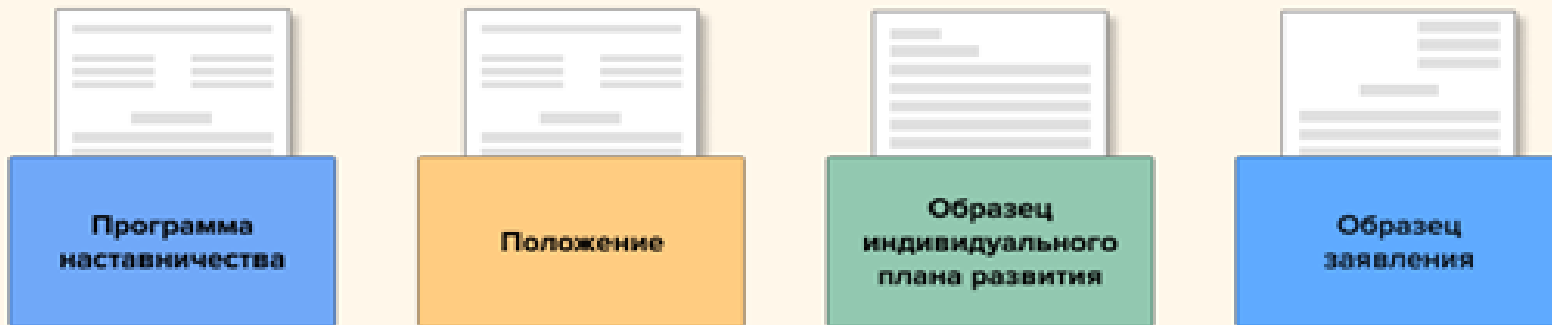 Программа
наставничества
Положение
Образец
индивидуального
плана развития
Образец
заявления